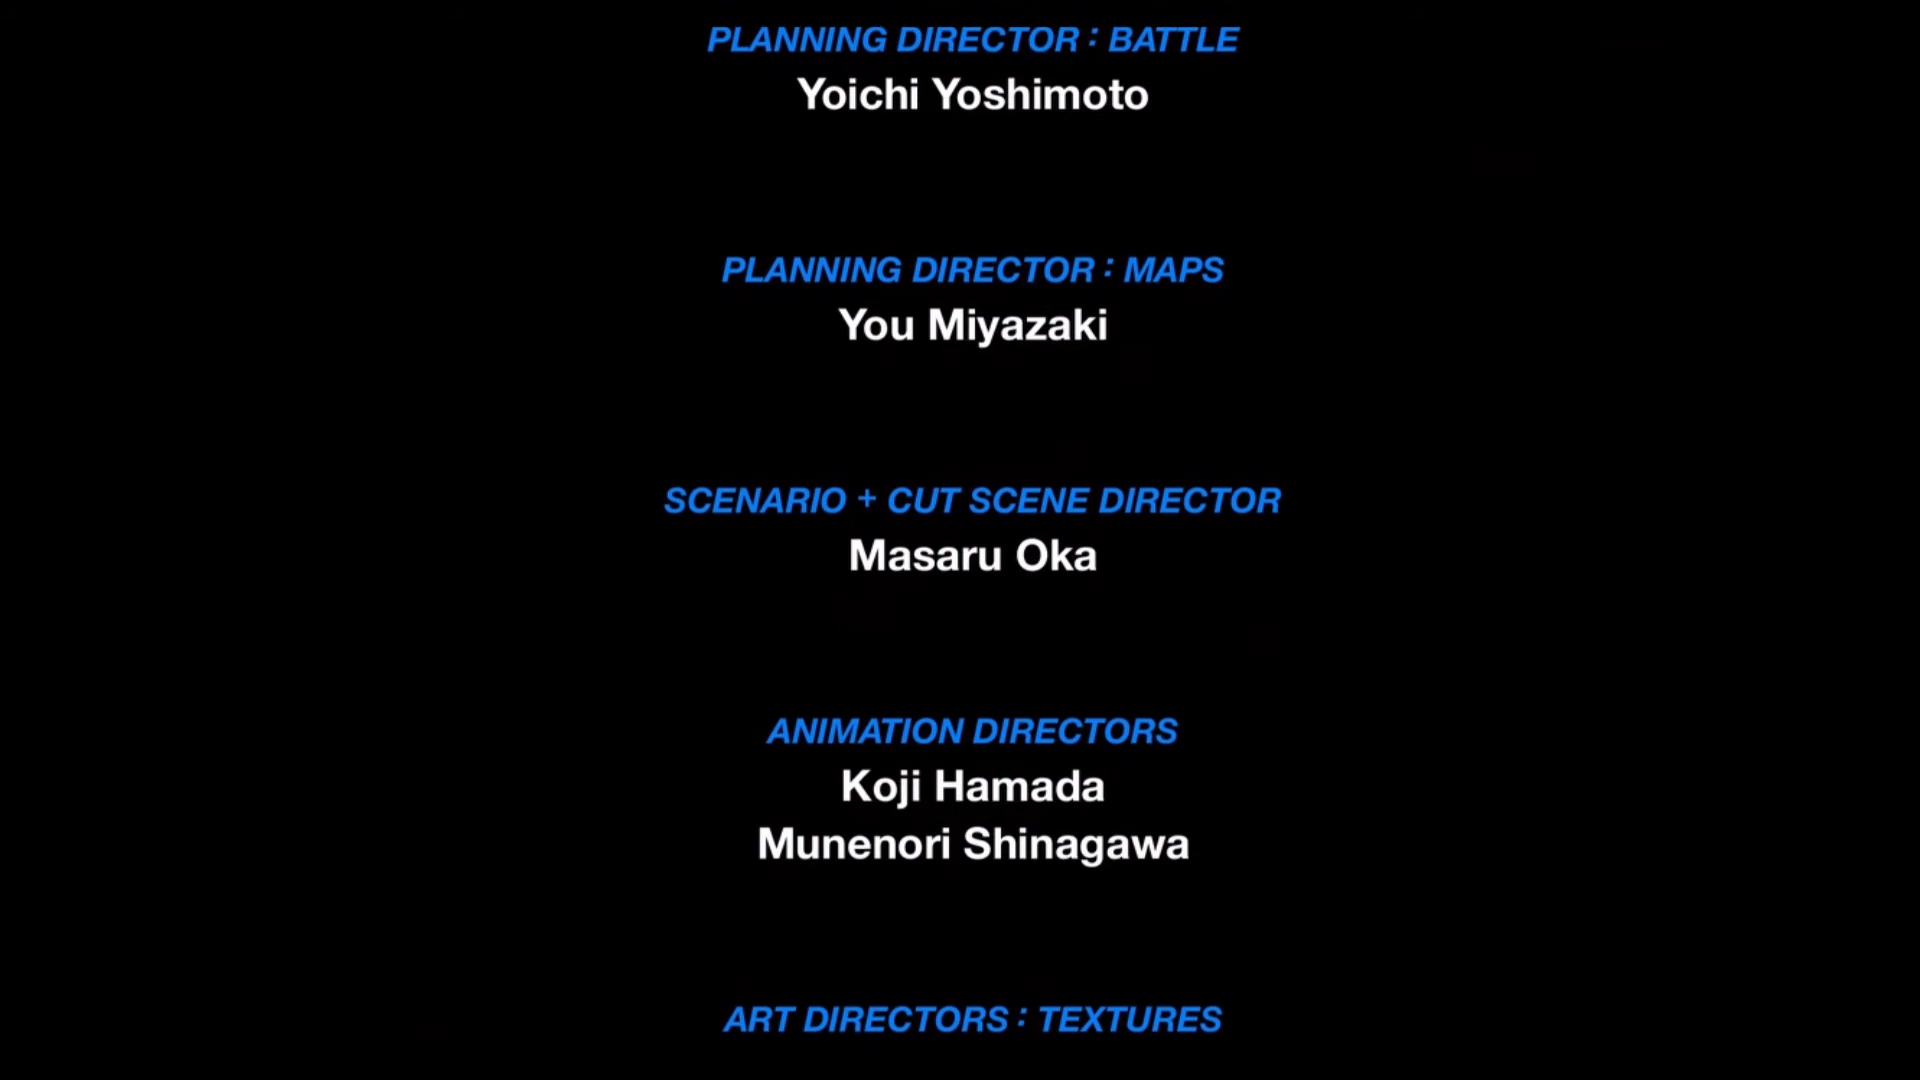 PLANNING DIRECTOR : BATTLE
Yoichi Yoshimoto
PLANNING DIRECTOR : MAPS
You Miyazaki
SCENARIO + CUT SCENE DIRECTOR
Masaru Oka
ANIMATION DIRECTORS
Koji Hamada
Munenori Shinagawa
ART DIRECTORS : TEXTURES